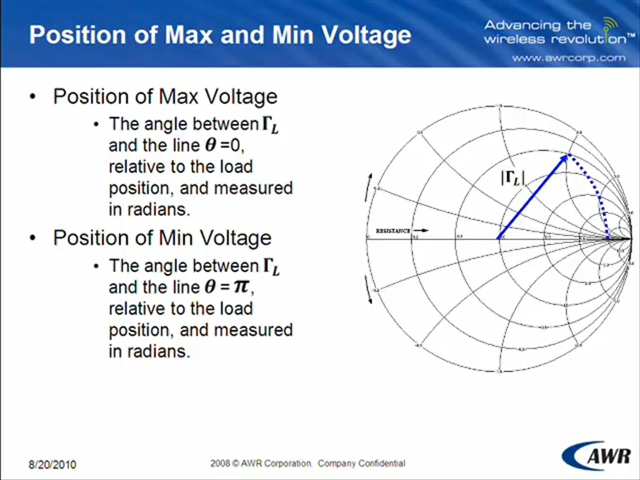 Position of Max and Min Voltage
Advancing the
wireless revolution™
www.awrcorp.com
• Position of Max Voltage
• The angle between ΓL
and the line θ =0,
relative to the load
position, and measured
in radians.
• Position of Min Voltage
• The angle between ΓL
and the line θ = π,
relative to the load
position, and measured
in radians.
|ΓL|
RESISTANCE
8/20/2010
2008 © AWR Corporation. Company Confidential
AWR